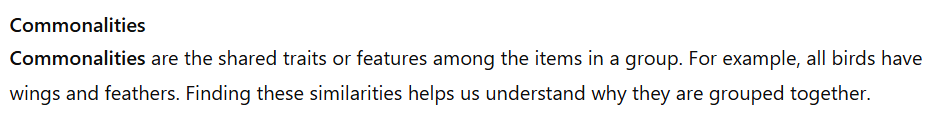 Commonalities
Commonalities are the shared traits or features among the items in a group. For example, all birds have
wings and feathers. Finding these similarities helps us understand why they are grouped together.